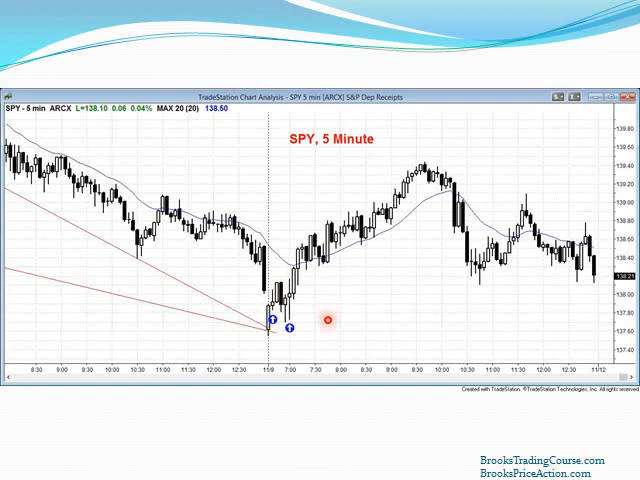 TradeStation Chart Analysis - SPY 5 min [ARCX] S&P Dep Receipts
SPY - 5 min ARCX L=138.10 0.06 0.04% MAX 20 (20) 138.50
SPY, 5 Minute
139.80
139.60
139.40
139.20
139.00
138.80
138.60
138.40
138.21
138.00
137.80
137.60
137.40
8:30 9:00 9:30 10:00 10:30 11:00 11:30 12:00 12:30 11/9 7:00 7:30 8:00 8:30 9:00 9:30 10:00 10:30 11:00 11:30 12:00 12:30 11/12
Created with TradeStation. ©TradeStation Technologies, Inc. All rights reserved.
BrooksTradingCourse.com
BrooksPriceAction.com